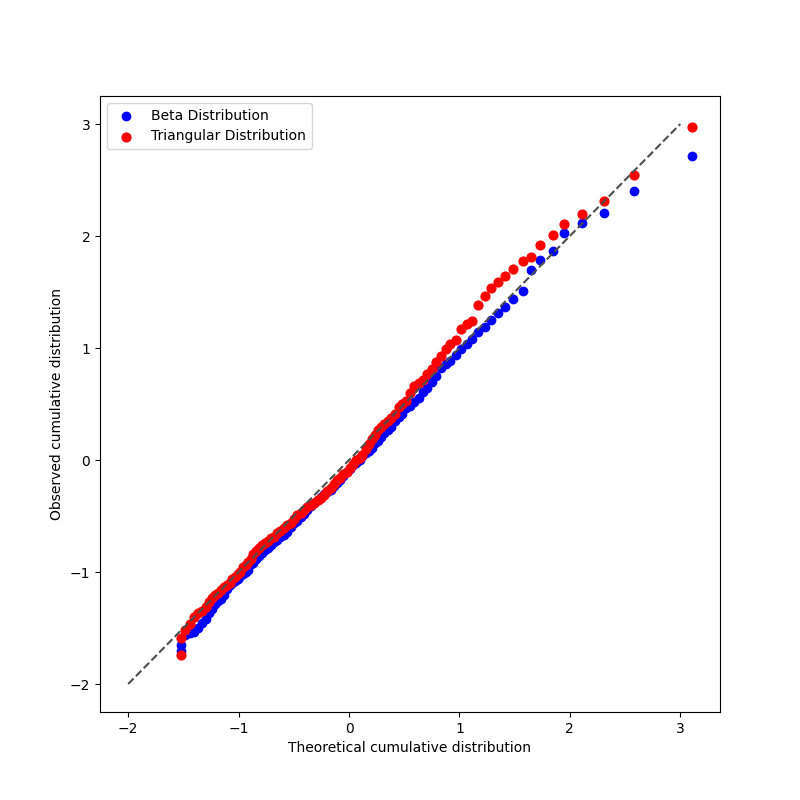 Beta Distribution
Triangular Distribution
3
2
1
0
−1
−2
Observed cumulative distribution
−2 −1 0 1 2 3
Theoretical cumulative distribution